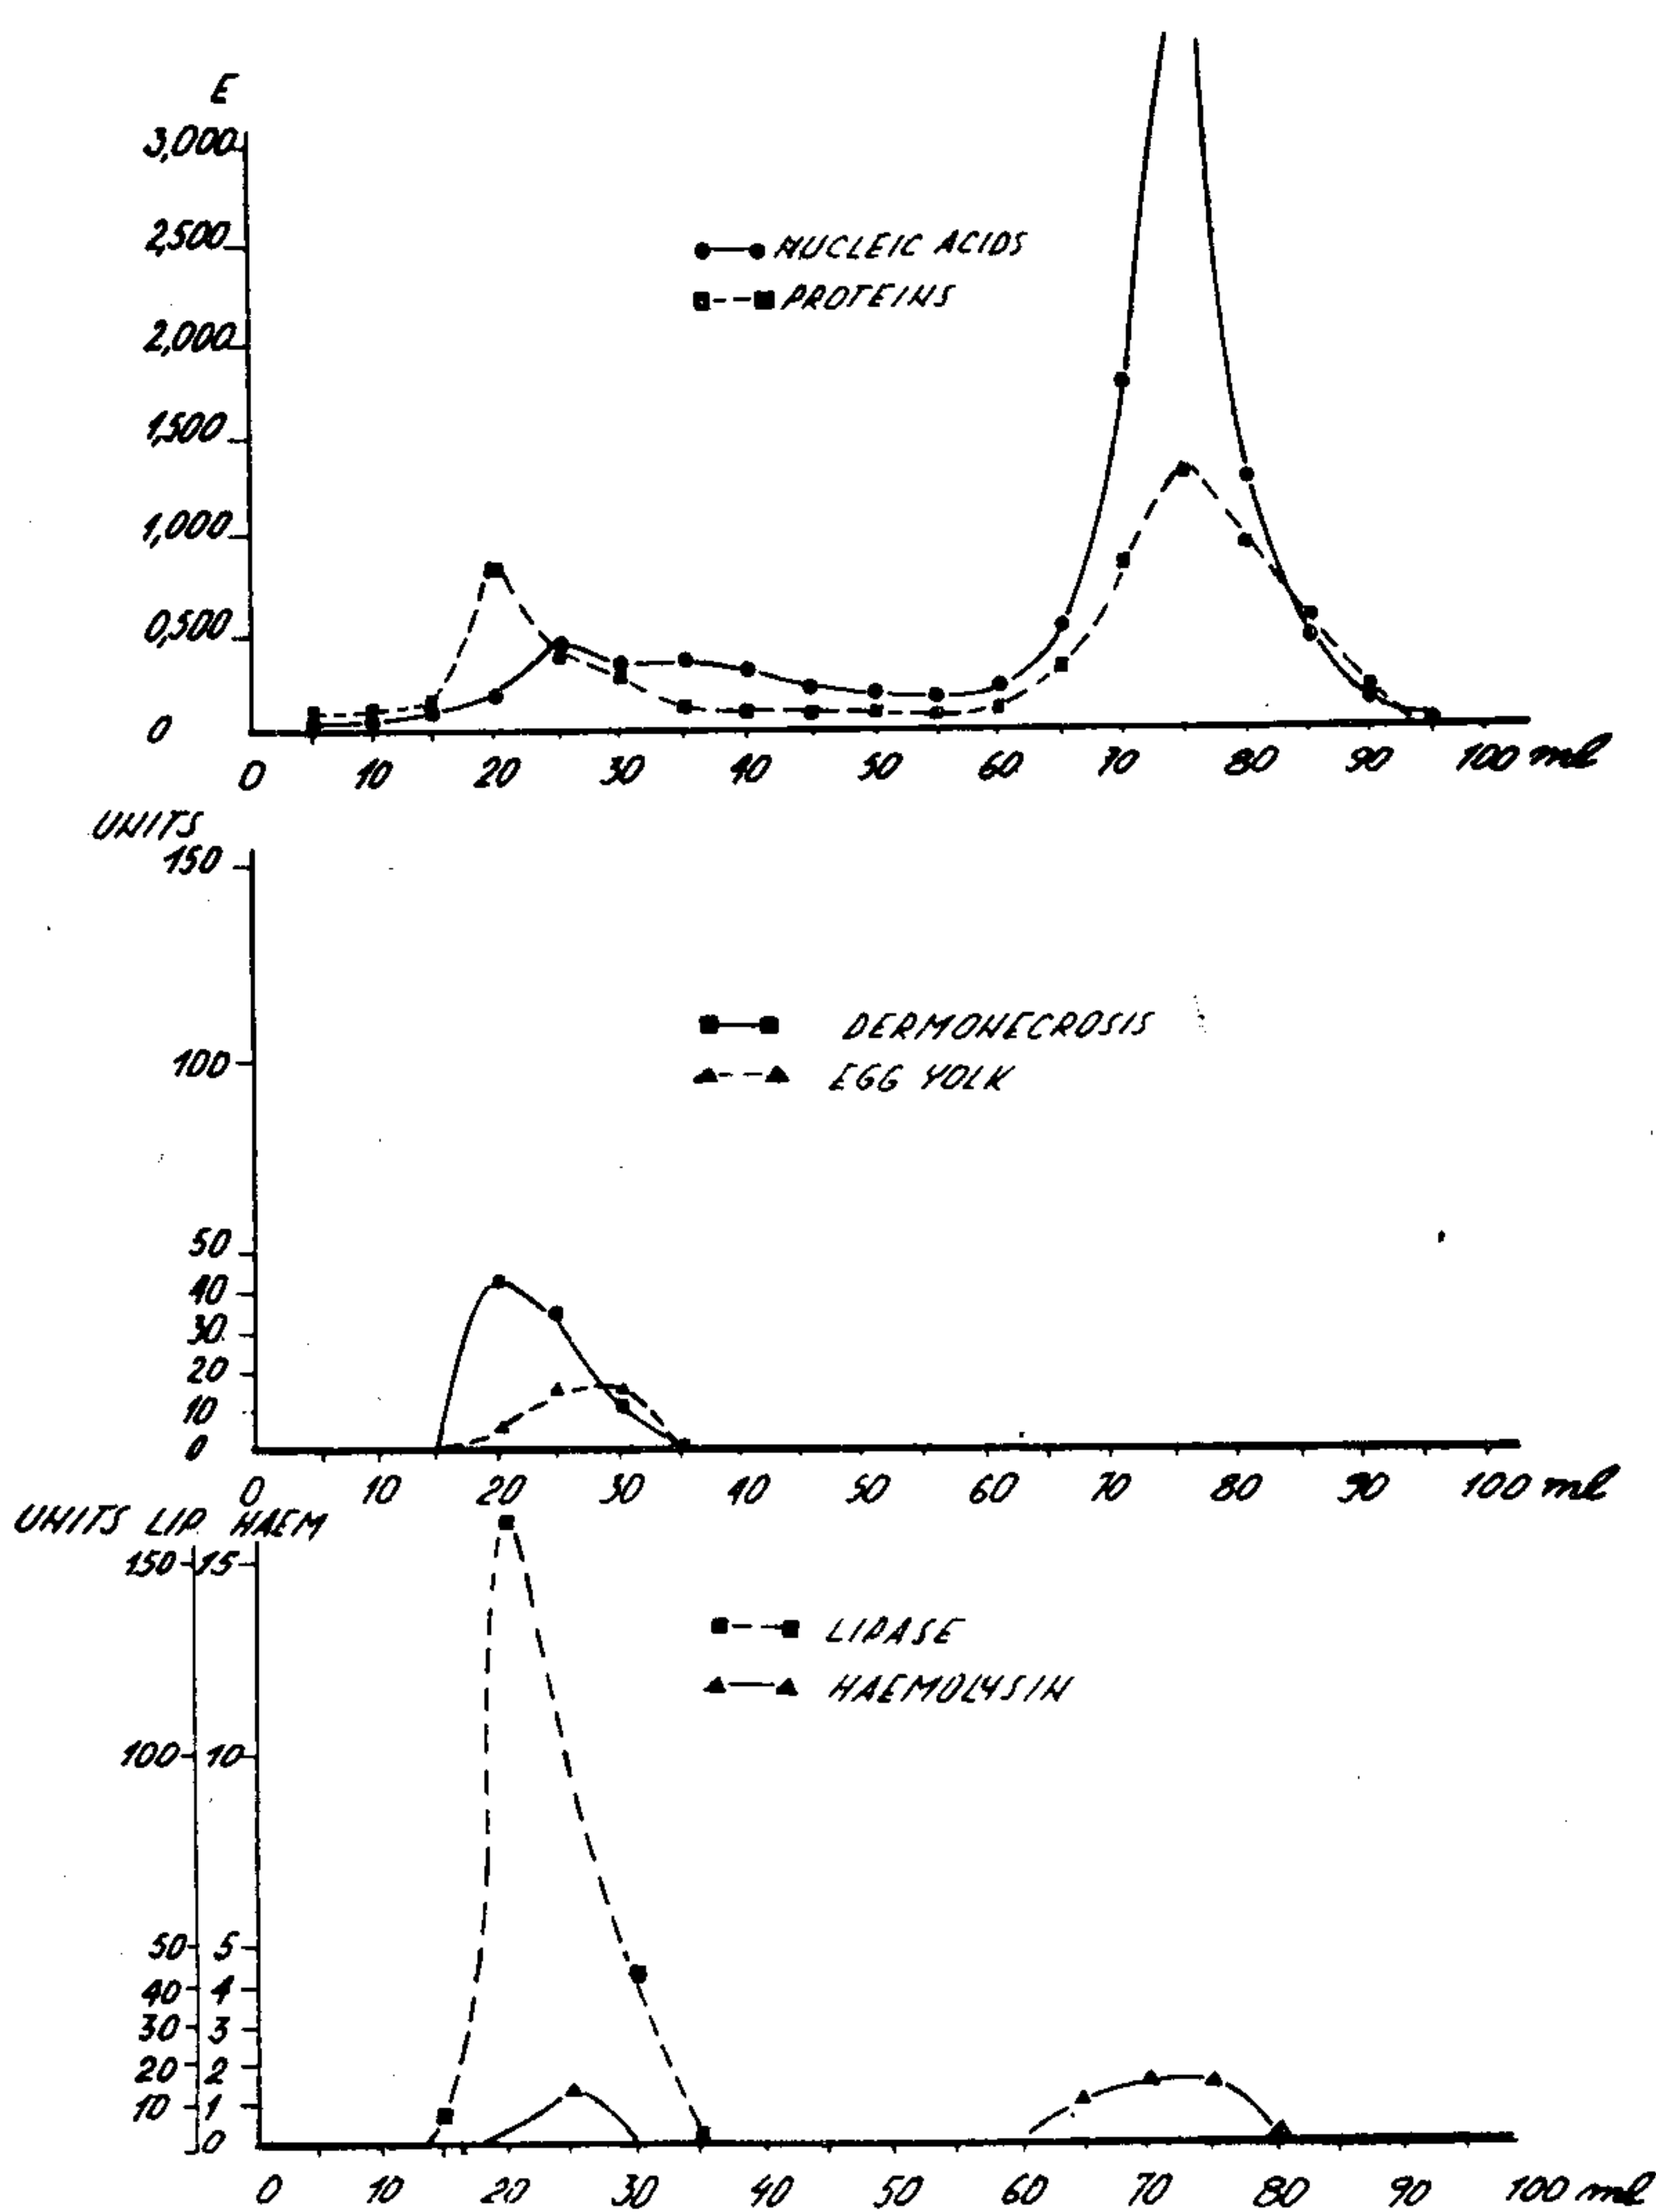 E
3,000
2,500
NUCLEIC ACIDS
PROTEINS
2,000
1,500
1,000
0,500
0
0 10 20 30 40 50 60 70 80 90 100 ml
UNITS
150
DERMONECROSIS
100
EGG YOLK
50
40
30
20
10
0
0 10 20 30 40 50 60 70 80 90 100 ml
UNITS LIP. HAEM
150 15
LIPASE
HAEMOLYSIN
100 10
50 5
40 4
30 3
20 2
10 1
0
0 10 20 30 40 50 60 70 80 90 100 ml